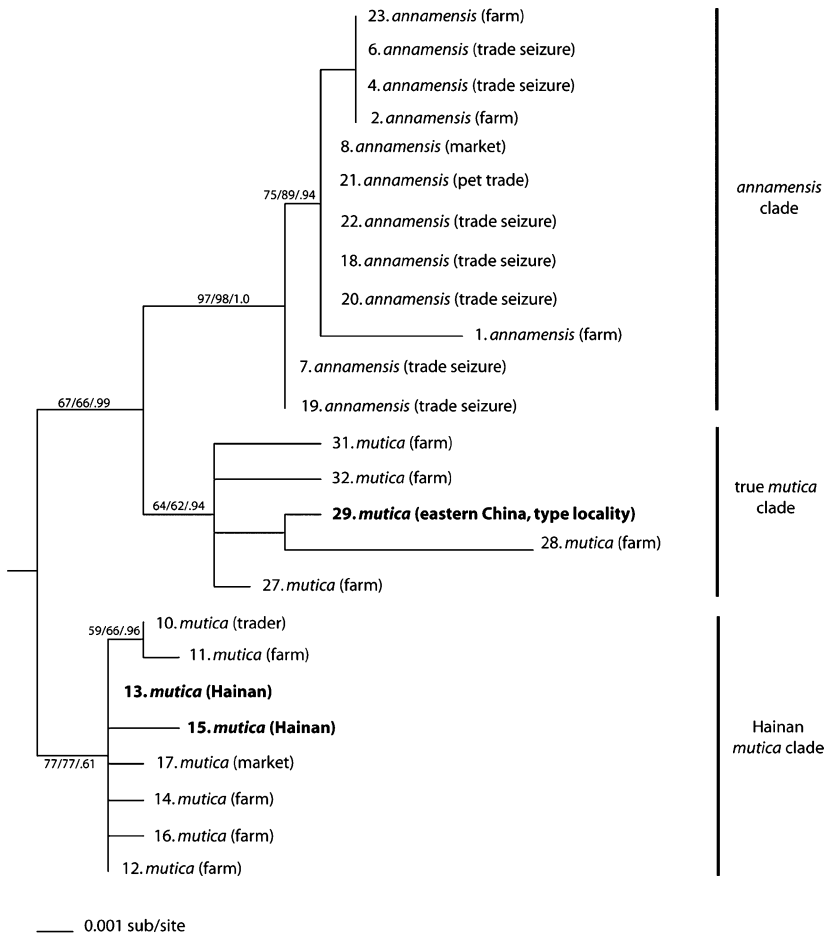 23. annamensis (farm)
6. annamensis (trade seizure)
4. annamensis (trade seizure)
2. annamensis (farm)
8. annamensis (market)
75/89/.94
21. annamensis (pet trade)
annamensis
clade
22. annamensis (trade seizure)
18. annamensis (trade seizure)
97/98/1.0
20. annamensis (trade seizure)
1. annamensis (farm)
7. annamensis (trade seizure)
67/66/.99
19. annamensis (trade seizure)
31. mutica (farm)
32. mutica (farm)
true mutica
clade
64/62/.94
29. mutica (eastern China, type locality)
28. mutica (farm)
27. mutica (farm)
59/66/.96
10. mutica (trader)
11. mutica (farm)
13. mutica (Hainan)
15. mutica (Hainan)
Hainan
mutica clade
77/77/.61
17. mutica (market)
14. mutica (farm)
16. mutica (farm)
12. mutica (farm)
0.001 sub/site